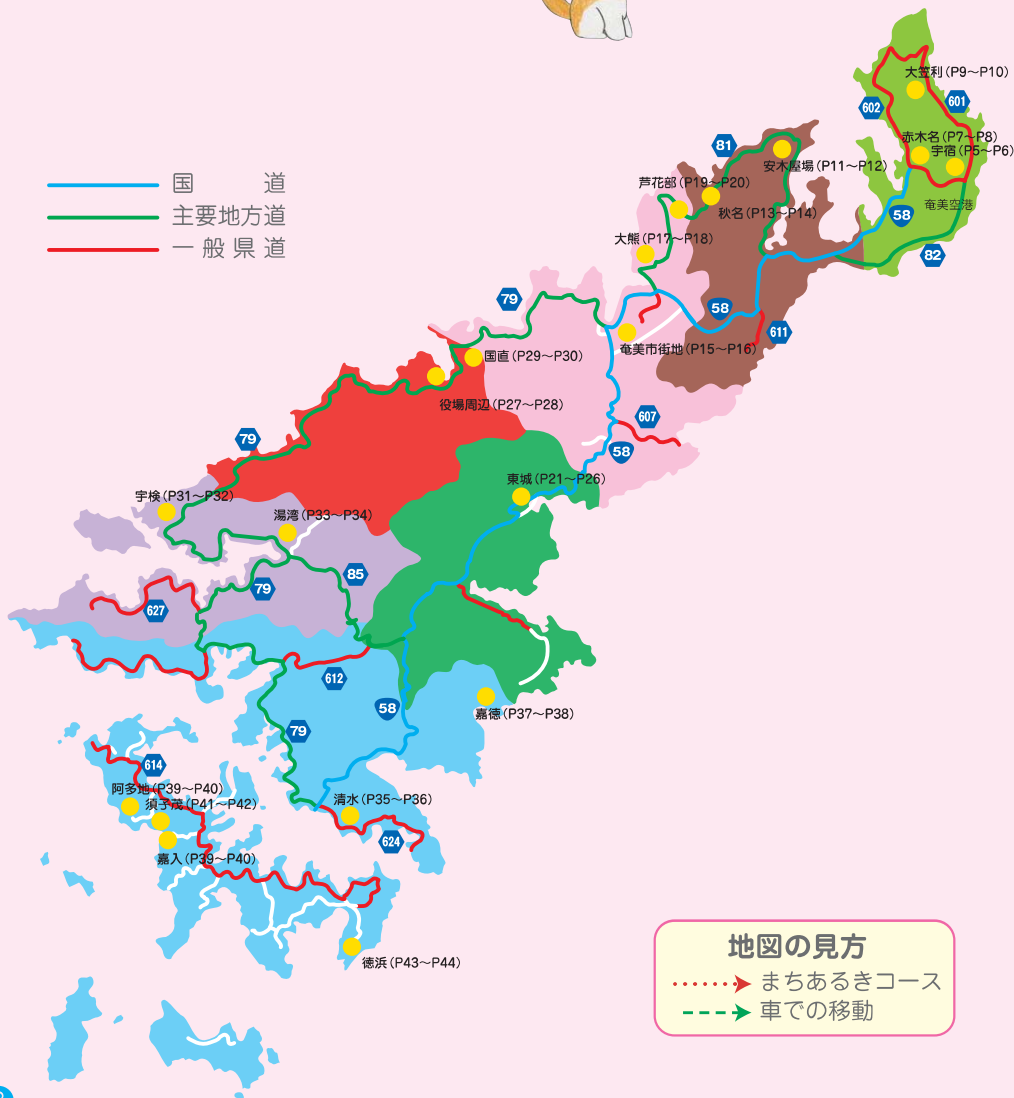 国 道
主要地方道
一般県道
大笠利(P9〜P10)
602
601
赤木名(P7〜P8)
宇宿(P5〜P6)
81
安木屋場(P11〜P12)
芦花部(P19〜P20)
秋名(P13〜P14)
奄美空港
58
大熊(P17〜P18)
82
79
58
611
奄美市街地(P15〜P16)
国直(P29〜P30)
役場周辺(P27〜P28)
607
79
58
東城(P21〜P26)
宇検(P31〜P32)
湯湾(P33〜P34)
85
79
627
612
58
嘉徳(P37〜P38)
79
614
阿多地(P39〜P40)
須子茂(P41〜P42)
清水(P35〜P36)
624
嘉入(P39〜P40)
徳浜(P43〜P44)
地図の見方
まちあるきコース
車での移動